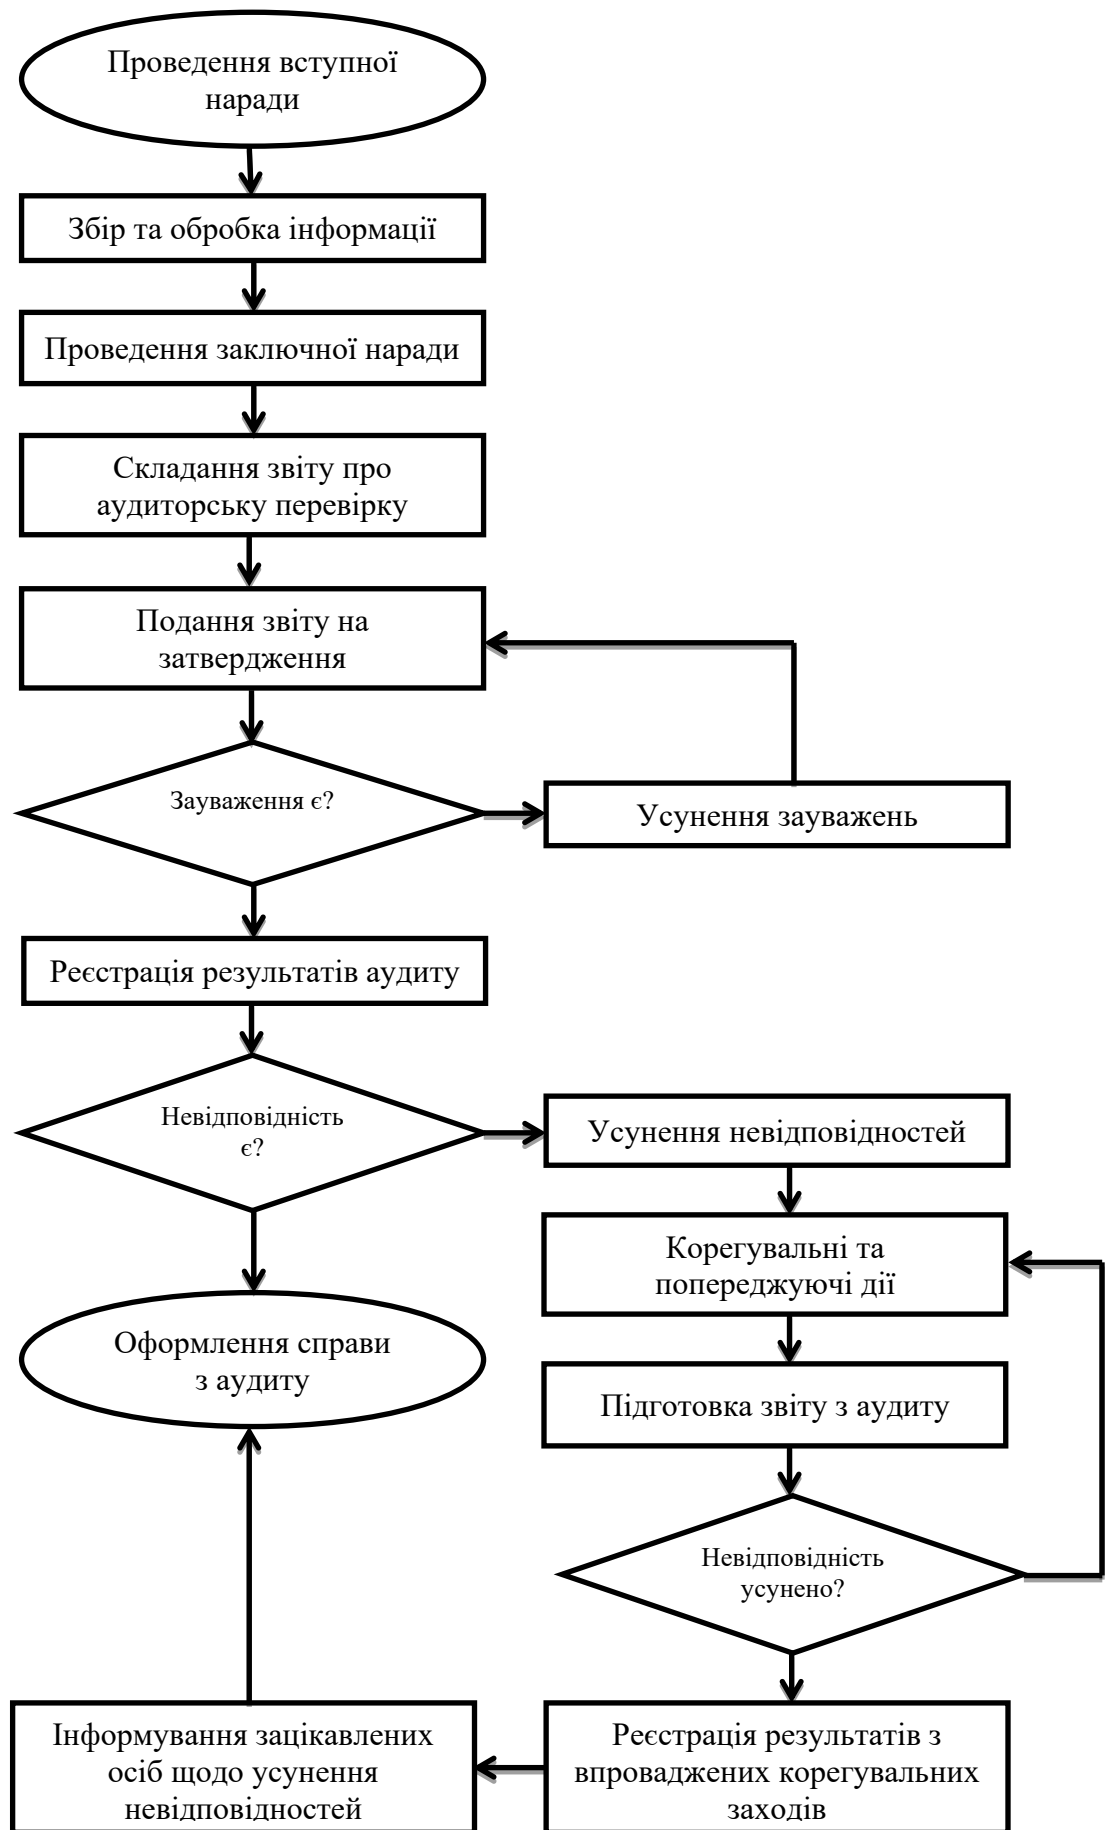 Проведення вступної
наради
Збір та обробка інформації
Проведення заключної наради
Складання звіту про
аудиторську перевірку
Подання звіту на
затвердження
Зауваження є?
Усунення зауважень
Реєстрація результатів аудиту
Невідповідність
є?
Усунення невідповідностей
Корегувальні та
попереджуючі дії
Оформлення справи
з аудиту
Підготовка звіту з аудиту
Невідповідність
усунено?
Реєстрація результатів з
впроваджених корегувальних
заходів
Інформування зацікавлених
осіб щодо усунення
невідповідностей